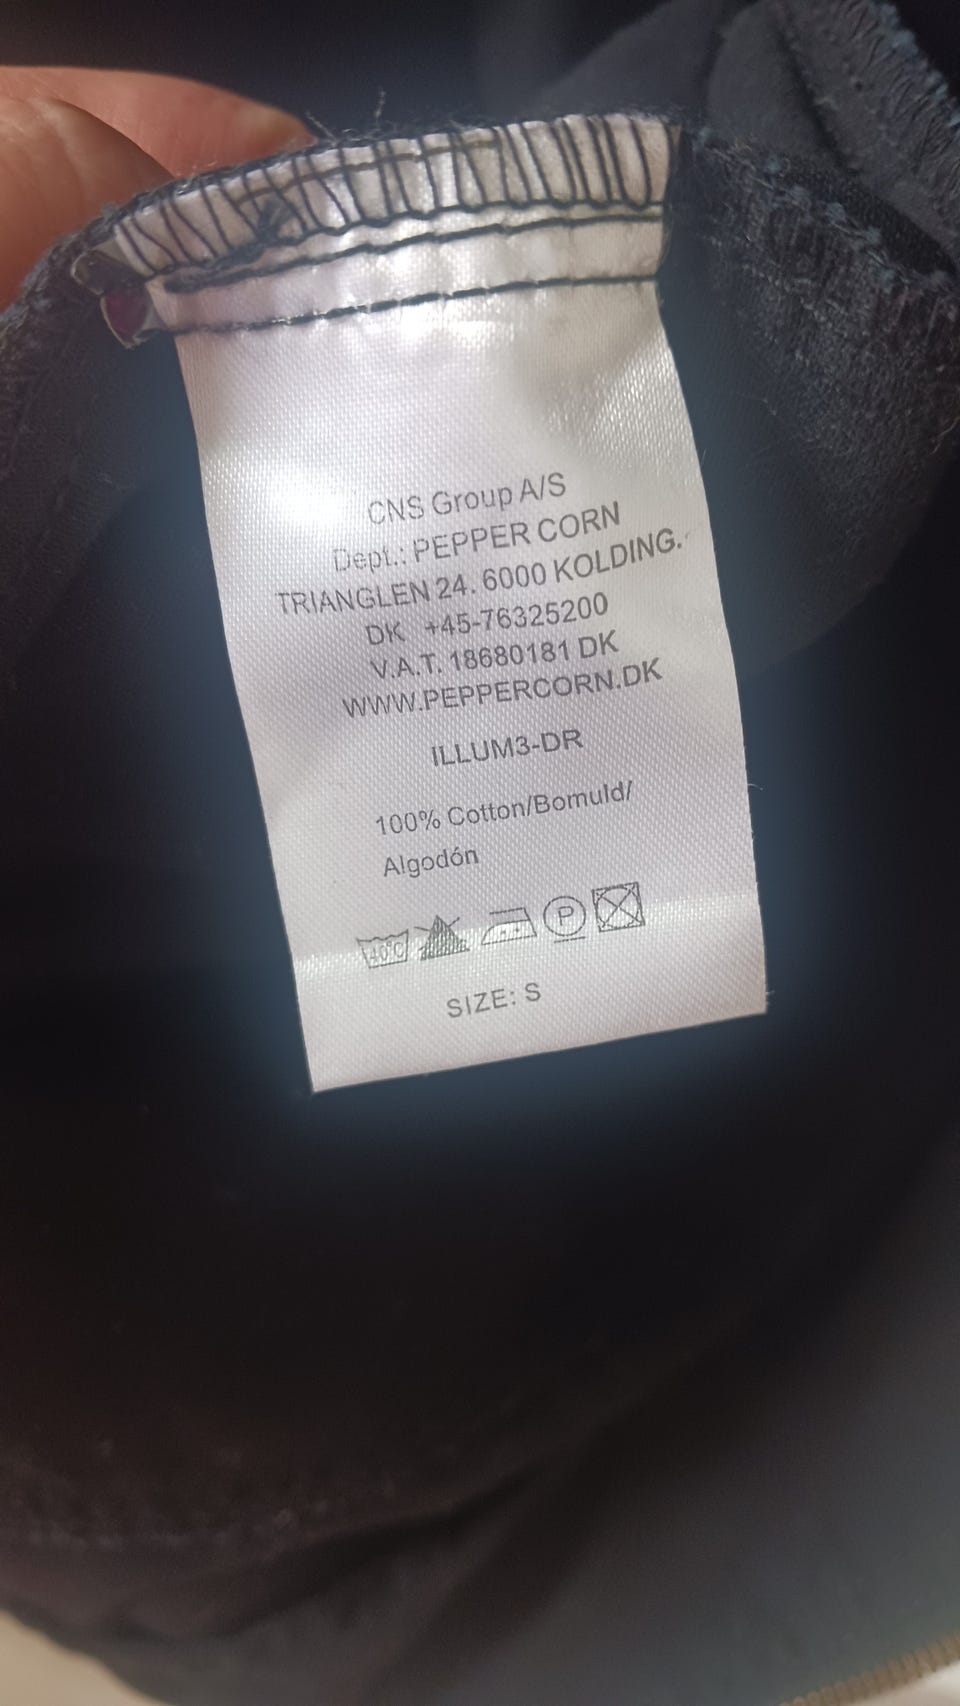 CNS Group A/S
Dept.: PEPPER CORN
TRIANGLEN 24. 6000 KOLDING.
DK +45-76325200
V.A.T. 18680181 DK
WWW.PEPPERCORN.DK
ILLUM3-DR
100% Cotton/Bomuld/
Algodón
40°C P
SIZE: S